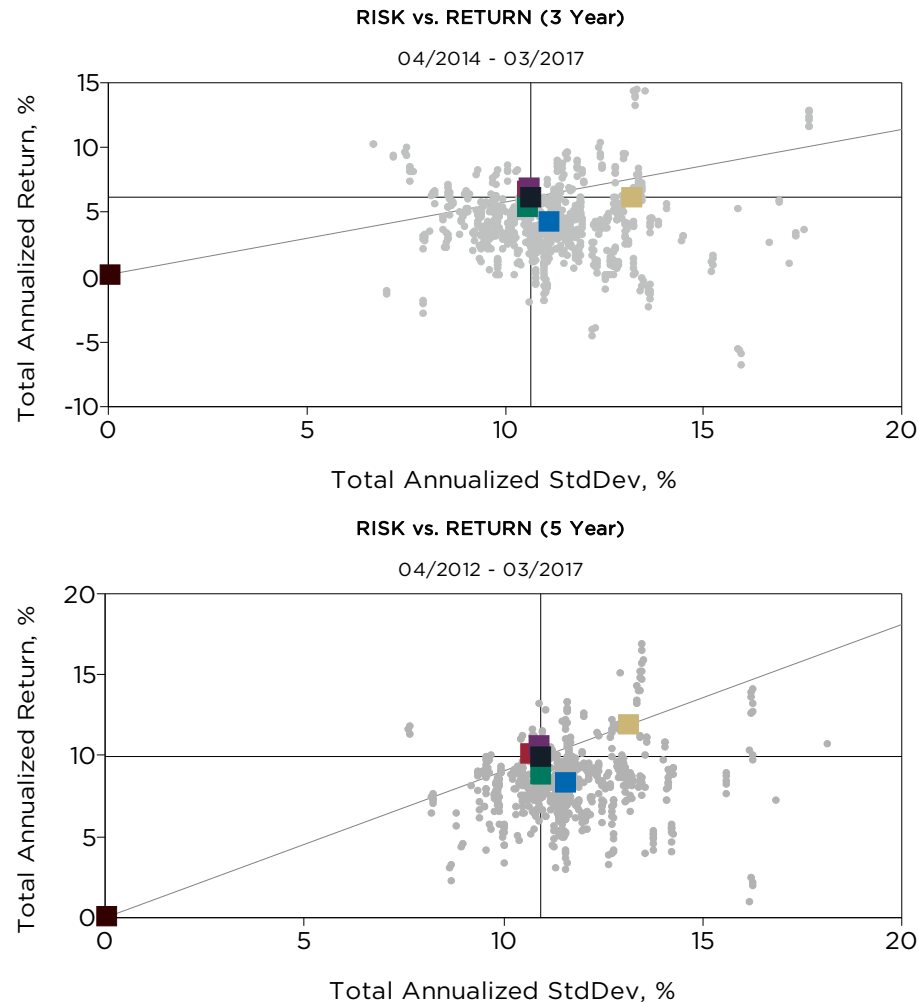 RISK vs. RETURN (3 Year)
04/2014 - 03/2017
Total Annualized Return, %
15
10
5
0
-5
-10
0 5 10 15 20
Total Annualized StdDev, %
RISK vs. RETURN (5 Year)
04/2012 - 03/2017
Total Annualized Return, %
20
15
10
5
0
0 5 10 15 20
Total Annualized StdDev, %